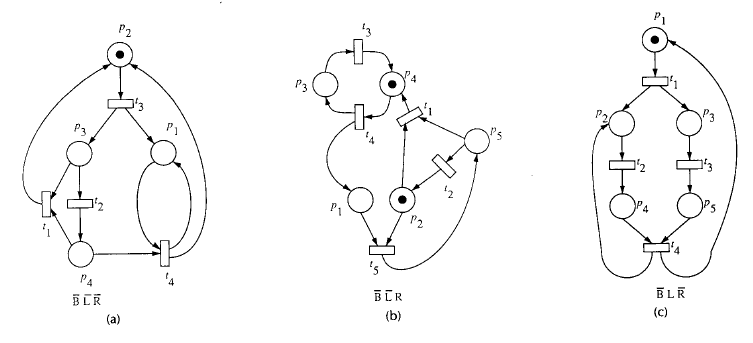 p₂
t₃
p₃
p₁
t₁
t₂
p₄
t₄
B̅ L̅ R̅
(a)
t₃
p₃
p₄
t₄
t₁
p₅
t₂
p₁
p₂
t₅
B̅ L̅ R
(b)
p₁
t₁
p₂
p₃
t₂
t₃
p₄
p₅
t₄
B̅ L R̅
(c)